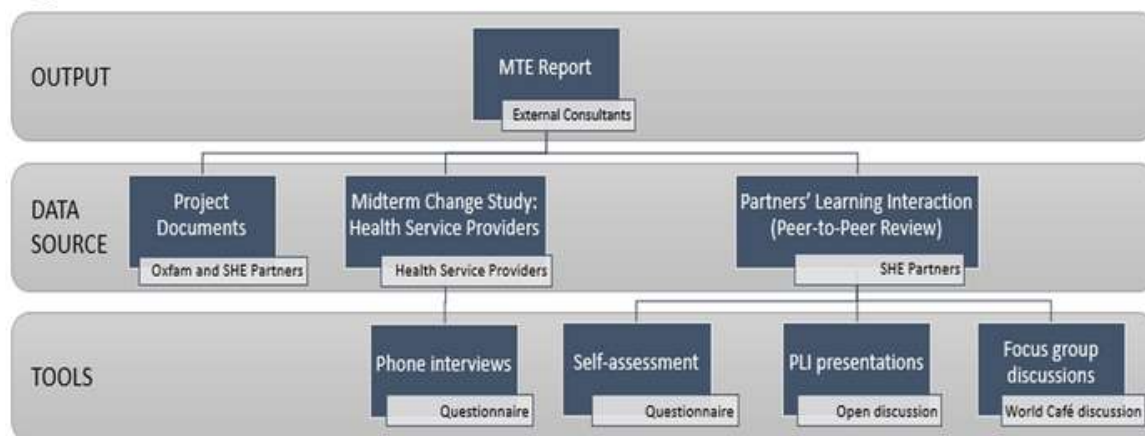 OUTPUT
MTE Report
External Consultants
DATA
SOURCE
Project
Documents
Oxfam and SHE Partners
Midterm Change Study:
Health Service Providers
Health Service Providers
Partners' Learning Interaction
(Peer-to-Peer Review)
SHE Partners
TOOLS
Phone interviews
Questionnaire
Self-assessment
Questionnaire
PLI presentations
Open discussion
Focus group
discussions
World Café discussion